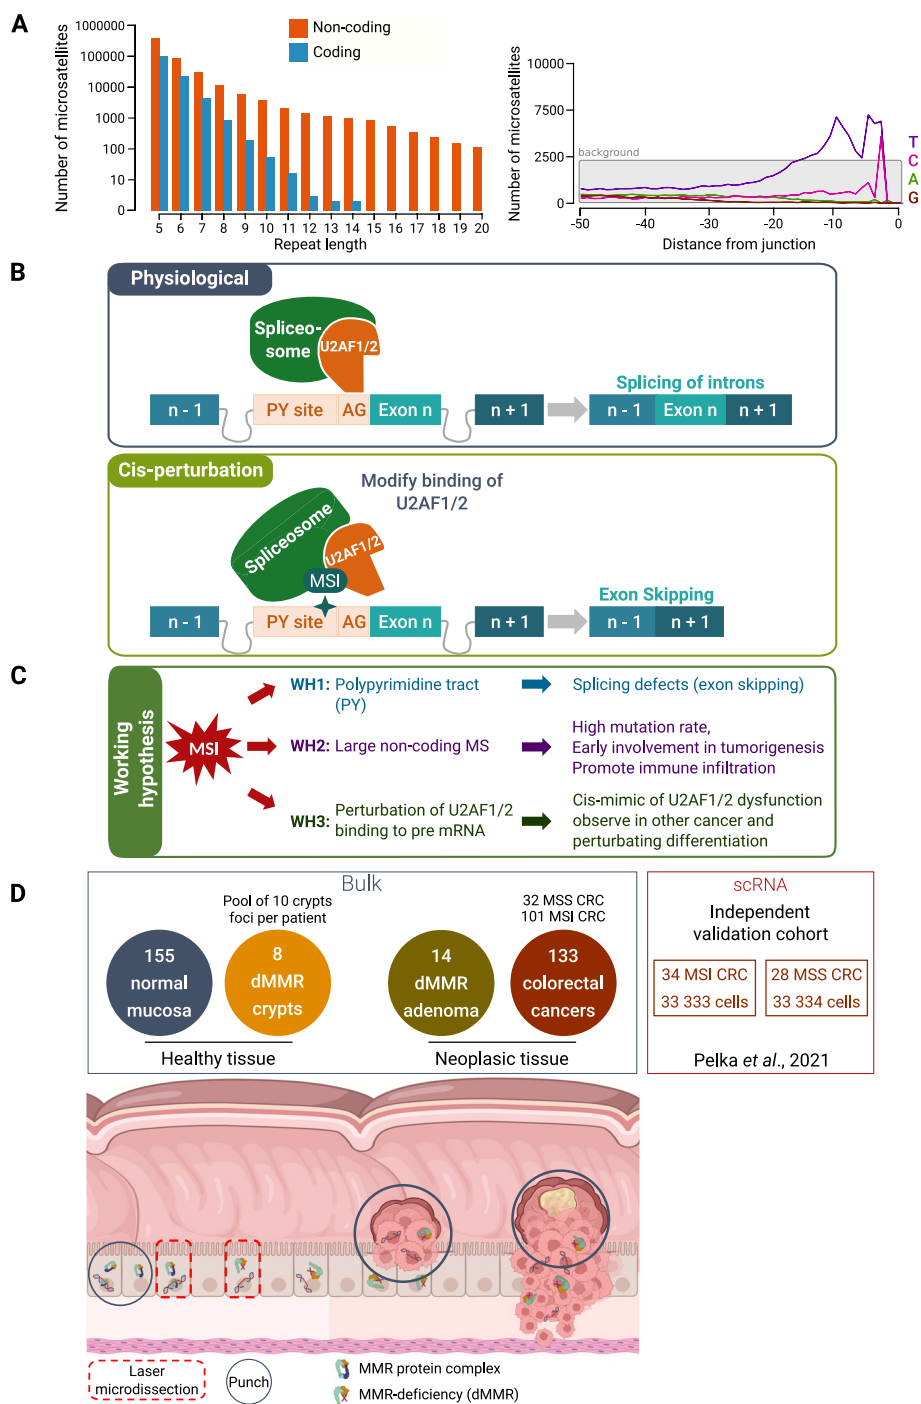 A
Number of microsatellites
1000000
100000
10000
1000
100
10
0
Non-coding
Coding
5 6 7 8 9 10 11 12 13 14 15 16 17 18 19 20
Repeat length
Number of microsatellites
10000
7500
5000
2500
0
background
T
C
A
G
-50 -40 -30 -20 -10 0
Distance from junction
B
Physiological
Spliceo-
some
U2AF1/2
n - 1
PY site
AG
Exon n
n + 1
Splicing of introns
n - 1
Exon n
n + 1
Cis-perturbation
Modify binding of
U2AF1/2
Spliceosome
U2AF1/2
MSI
n - 1
PY site
AG
Exon n
n + 1
Exon Skipping
n - 1
n + 1
C
Working
hypothesis
MSI
WH1: Polypyrimidine tract
(PY)
Splicing defects (exon skipping)
WH2: Large non-coding MS
High mutation rate,
Early involvement in tumorigenesis
Promote immune infiltration
WH3: Perturbation of U2AF1/2
binding to pre mRNA
Cis-mimic of U2AF1/2 dysfunction
observe in other cancer and
perturbating differentiation
D
Bulk
Pool of 10 crypts
foci per patient
32 MSS CRC
101 MSI CRC
155
normal
mucosa
8
dMMR
crypts
14
dMMR
adenoma
133
colorectal
cancers
Healthy tissue
Neoplasic tissue
scRNA
Independent
validation cohort
34 MSI CRC
33 333 cells
28 MSS CRC
33 334 cells
Pelka et al., 2021
Laser
microdissection
Punch
MMR protein complex
MMR-deficiency (dMMR)